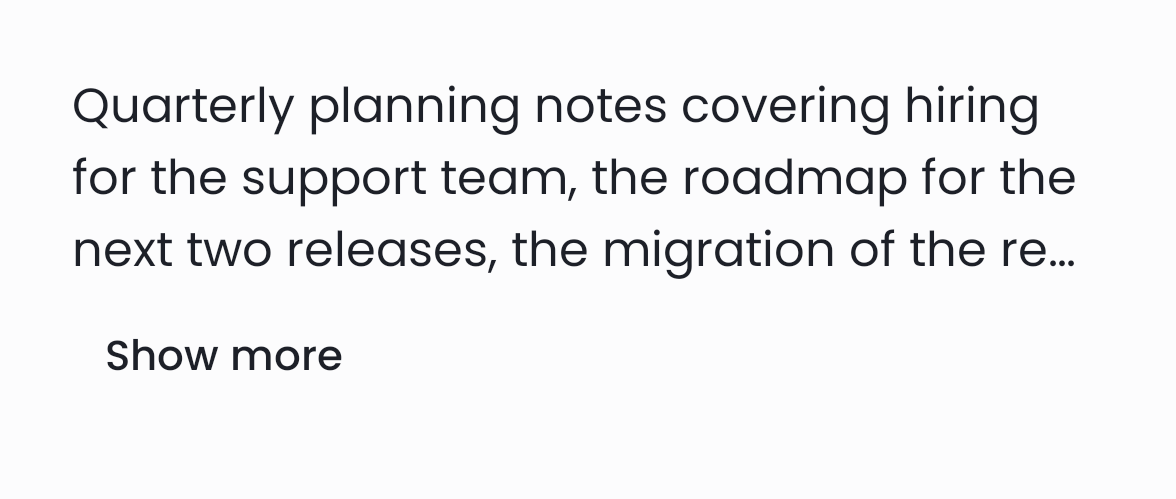 Quarterly planning notes covering hiring
for the support team, the roadmap for the
next two releases, the migration of the re...
Show more